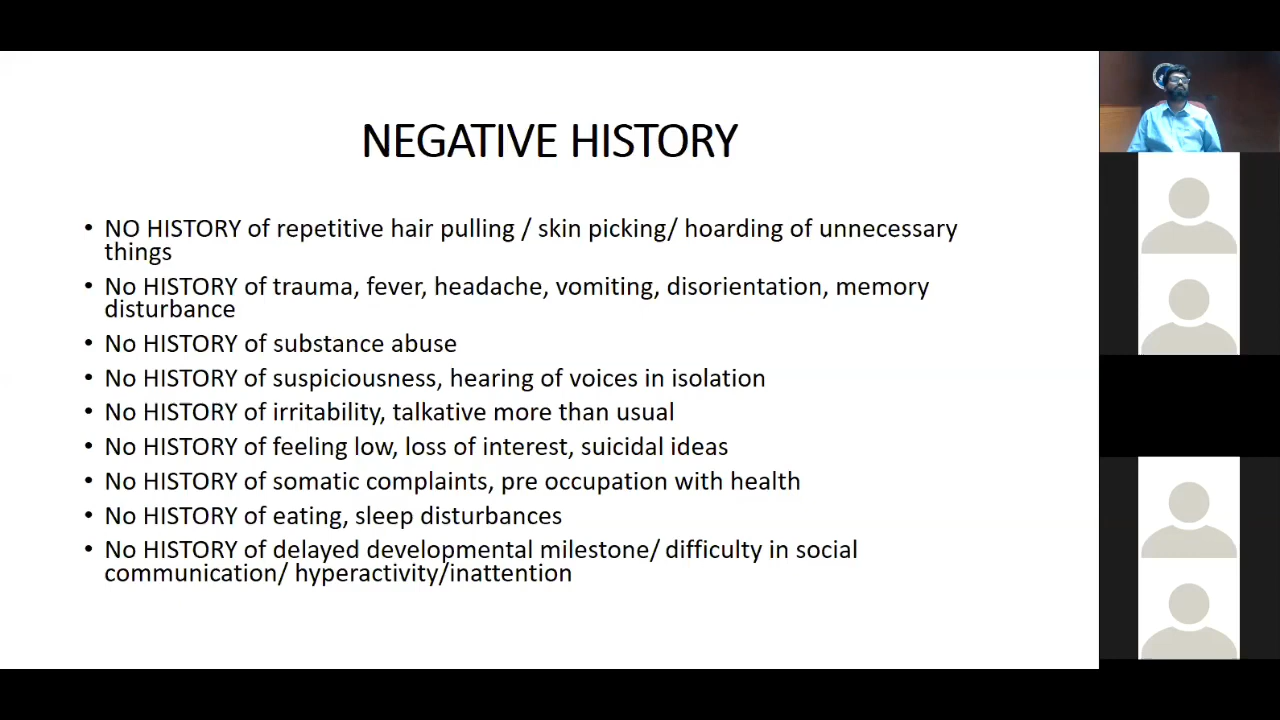 NEGATIVE HISTORY
• NO HISTORY of repetitive hair pulling / skin picking/ hoarding of unnecessary
things
• No HISTORY of trauma, fever, headache, vomiting, disorientation, memory
disturbance
• No HISTORY of substance abuse
• No HISTORY of suspiciousness, hearing of voices in isolation
• No HISTORY of irritability, talkative more than usual
• No HISTORY of feeling low, loss of interest, suicidal ideas
• No HISTORY of somatic complaints, pre occupation with health
• No HISTORY of eating, sleep disturbances
• No HISTORY of delayed developmental milestone/ difficulty in social
communication/ hyperactivity/inattention